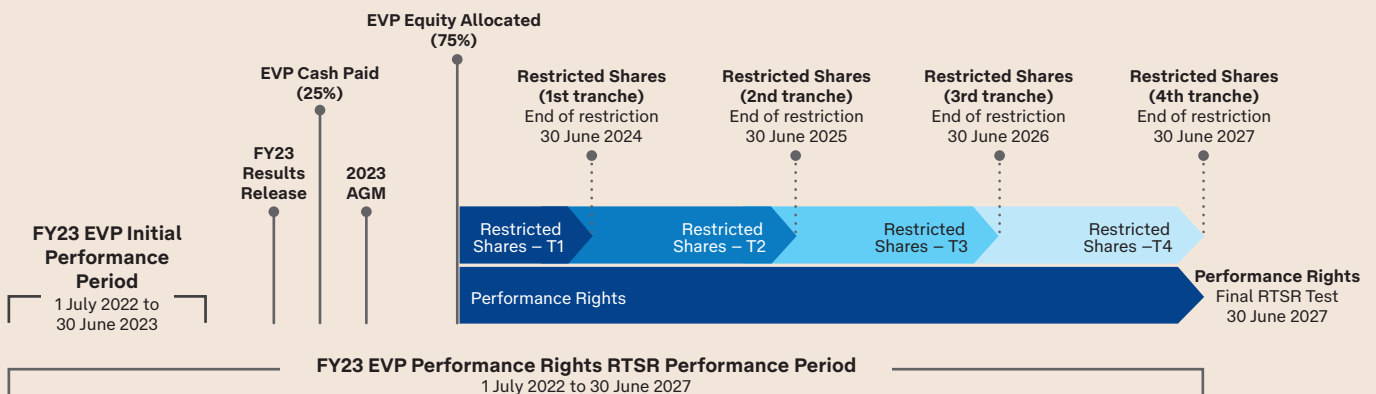 EVP Equity Allocated
(75%)
EVP Cash Paid
(25%)
Restricted Shares
(1st tranche)
End of restriction
30 June 2024
Restricted Shares
(2nd tranche)
End of restriction
30 June 2025
Restricted Shares
(3rd tranche)
End of restriction
30 June 2026
Restricted Shares
(4th tranche)
End of restriction
30 June 2027
FY23
Results
Release
2023
AGM
FY23 EVP Initial
Performance
Period
1 July 2022 to
30 June 2023
Restricted
Shares – T1
Restricted
Shares – T2
Restricted
Shares – T3
Restricted
Shares –T4
Performance Rights
Performance Rights
Final RTSR Test
30 June 2027
FY23 EVP Performance Rights RTSR Performance Period
1 July 2022 to 30 June 2027